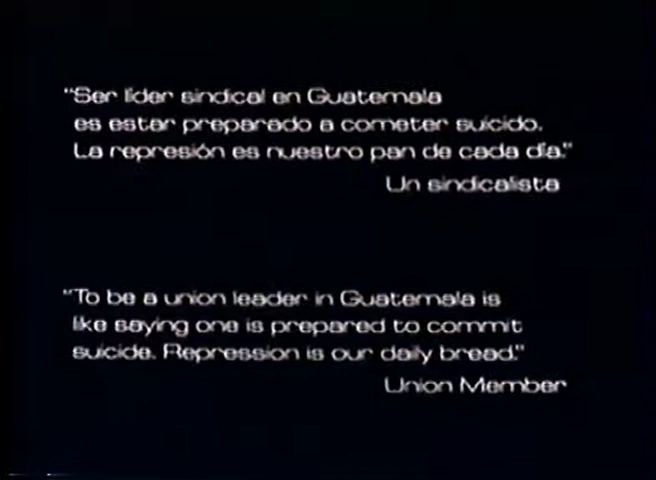 "Ser líder sindical en Guatemala
es estar preparado a cometer suicido.
La represión es nuestro pan de cada día."
Un sindicalista
"To be a union leader in Guatemala is
like saying one is prepared to commit
suicide. Repression is our daily bread."
Union Member